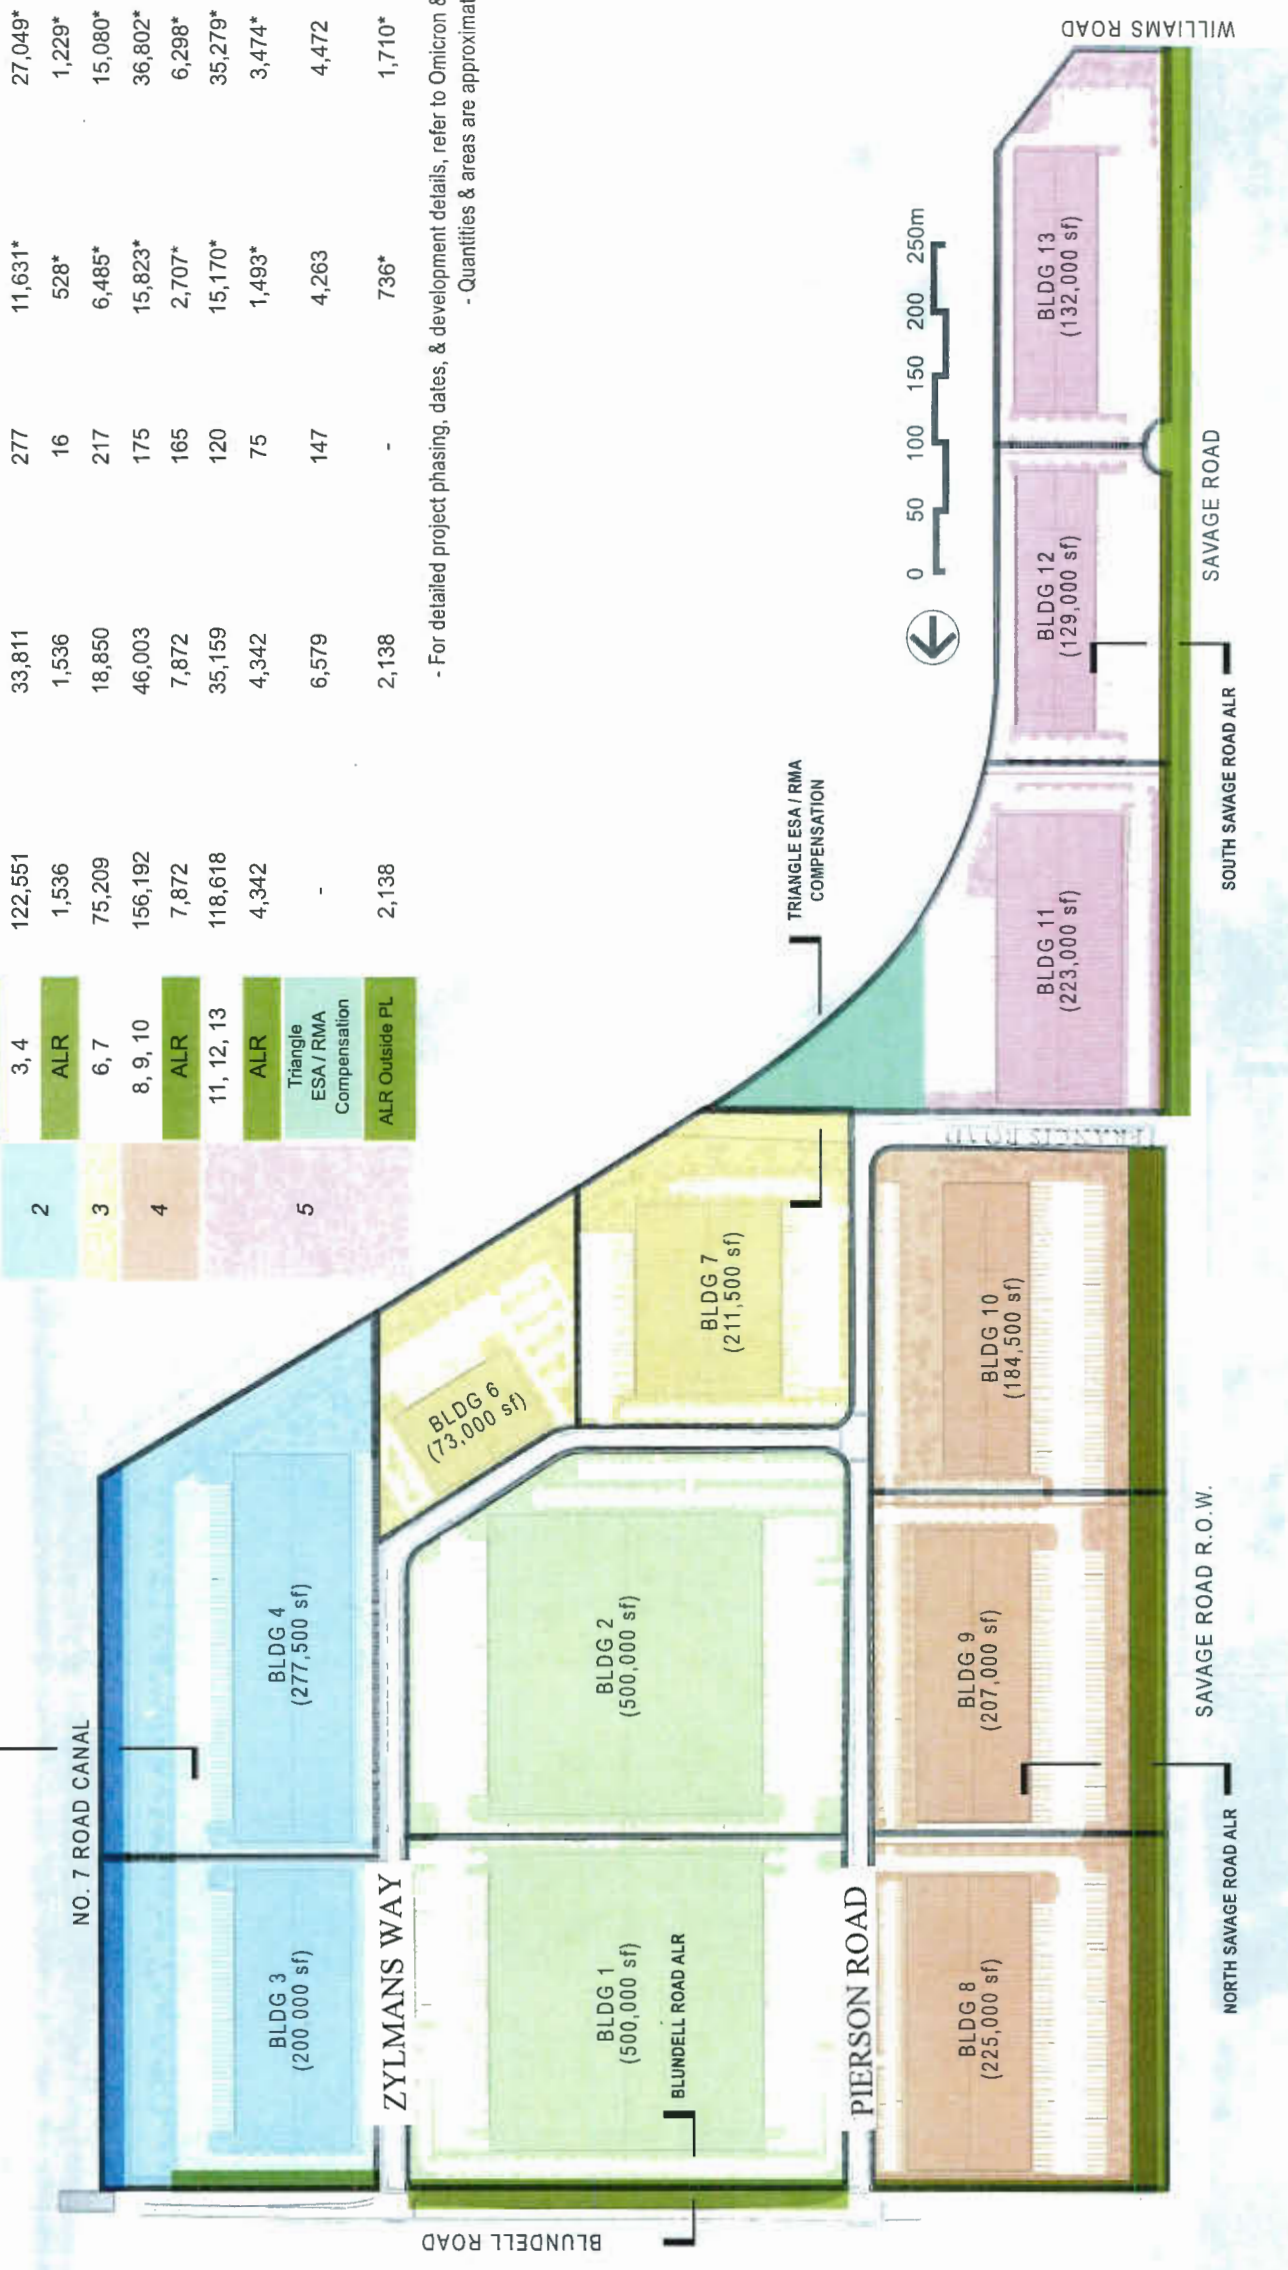 2
3, 4
122,551
33,811
277
11,631*
27,049*
ALR
1,536
1,536
16
528*
1,229*
3
6, 7
75,209
18,850
217
6,485*
15,080*
4
8, 9, 10
156,192
46,003
175
15,823*
36,802*
ALR
7,872
7,872
165
2,707*
6,298*
5
11, 12, 13
118,618
35,159
120
15,170*
35,279*
ALR
4,342
4,342
75
1,493*
3,474*
Triangle
ESA / RMA
Compensation
-
6,579
147
4,263
4,472
ALR Outside PL
2,138
2,138
-
736*
1,710*
- For detailed project phasing, dates, & development details, refer to Omicron &
- Quantities & areas are approximat
NO. 7 ROAD CANAL
BLDG 3
(200 000 sf)
BLDG 4
(277,500 sf)
ZYLMANS WAY
BLDG 6
(73,000 sf)
BLDG 7
(211,500 sf)
BLDG 1
(500,000 sf)
BLDG 2
(500,000 sf)
BLUNDELL ROAD ALR
BLUNDELL ROAD
PIERSON ROAD
BLDG 8
(225,000 sf)
BLDG 9
(207,000 sf)
BLDG 10
(184,500 sf)
FRANCIS ROAD
TRIANGLE ESA / RMA
COMPENSATION
0 50 100 150 200 250m
BLDG 11
(223,000 sf)
BLDG 12
(129,000 sf)
BLDG 13
(132,000 sf)
WILLIAMS ROAD
SAVAGE ROAD R.O.W.
SAVAGE ROAD
NORTH SAVAGE ROAD ALR
SOUTH SAVAGE ROAD ALR